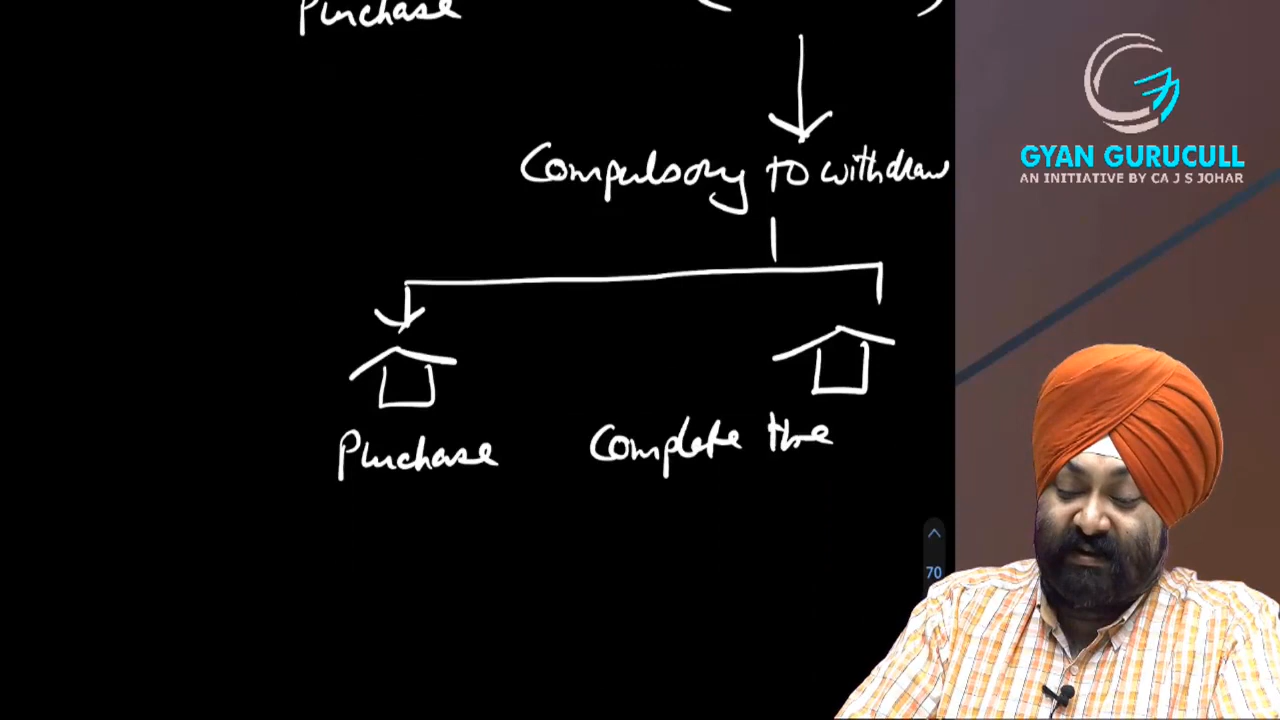 Purchase
GYAN GURUCULL
AN INITIATIVE BY CA J S JOHAR
Compulsory to withdraw
Purchase
Complete the
70